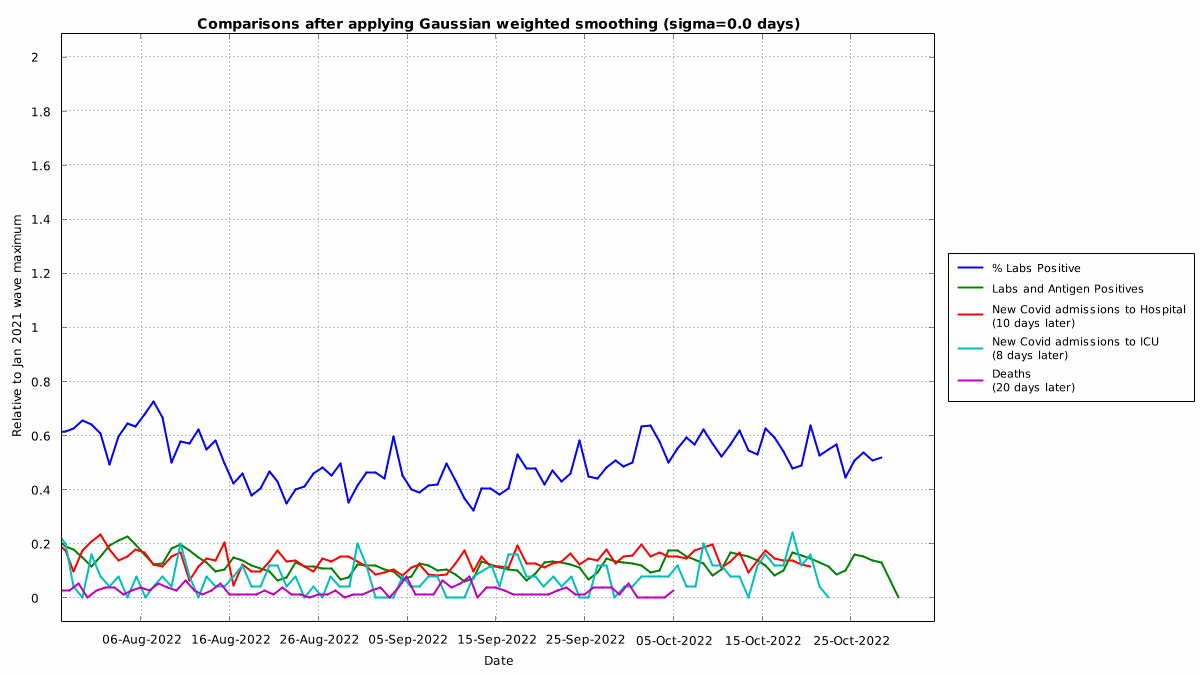 Comparisons after applying Gaussian weighted smoothing (sigma=0.0 days)
Relative to Jan 2021 wave maximum
2
1.8
1.6
1.4
1.2
1
0.8
0.6
0.4
0.2
0
06-Aug-2022 16-Aug-2022 26-Aug-2022 05-Sep-2022 15-Sep-2022 25-Sep-2022 05-Oct-2022 15-Oct-2022 25-Oct-2022
Date
% Labs Positive
Labs and Antigen Positives
New Covid admissions to Hospital
(10 days later)
New Covid admissions to ICU
(8 days later)
Deaths
(20 days later)